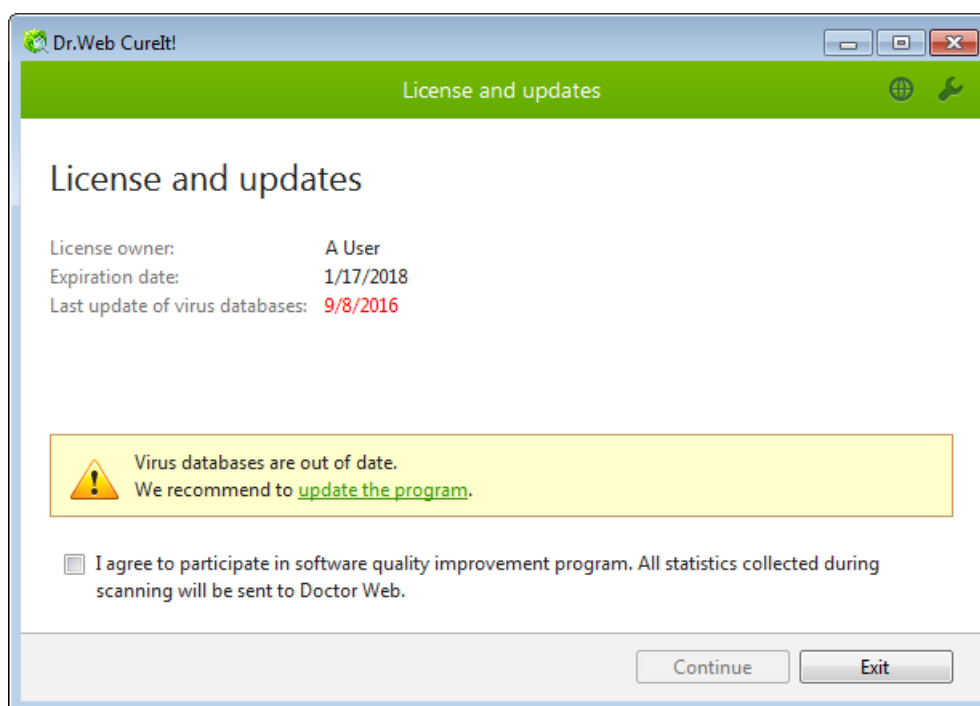 Dr.Web CureIt!
License and updates
License and updates
License owner: A User
Expiration date: 1/17/2018
Last update of virus databases: 9/8/2016
Virus databases are out of date.
We recommend to update the program.
I agree to participate in software quality improvement program. All statistics collected during
scanning will be sent to Doctor Web.
Continue Exit